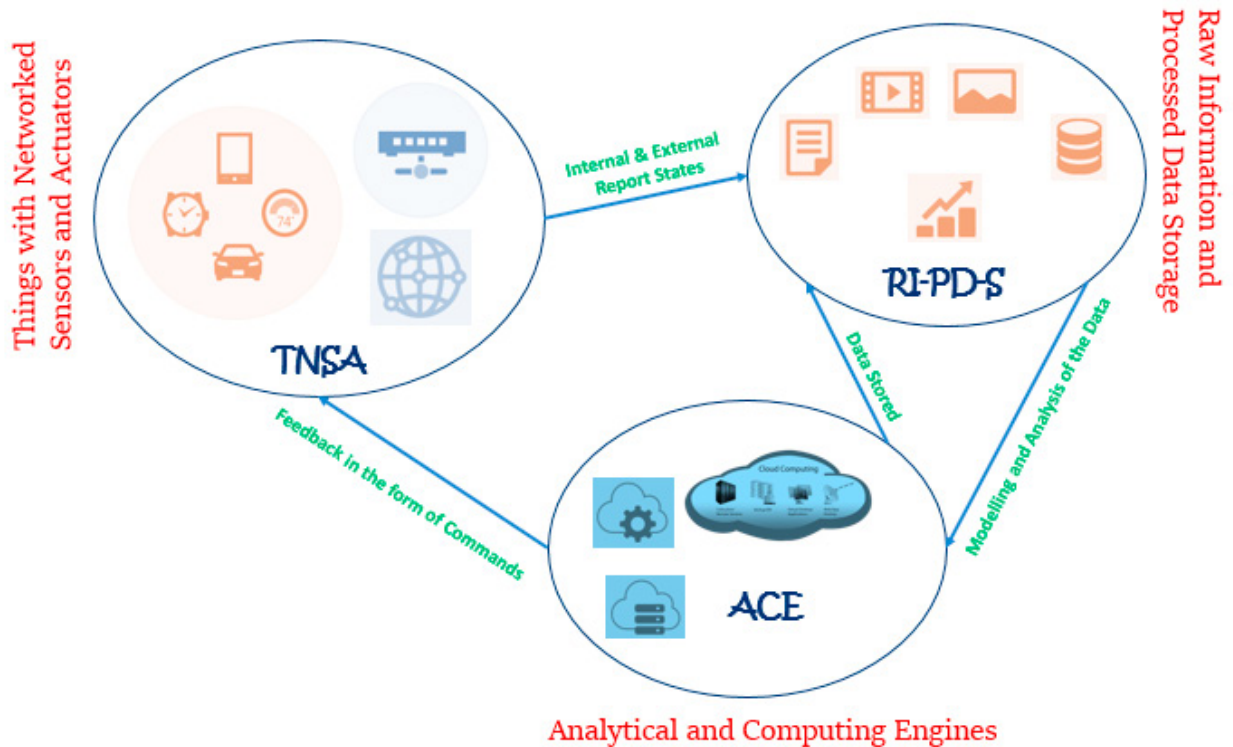 Things with Networked
Sensors and Actuators
74°
TNSA
Internal & External
Report States
Raw Information and
Processed Data Storage
RI-PD-S
Data Stored
Modelling and Analysis of the Data
Feedback in the form of Commands
Cloud Computing
ACE
Analytical and Computing Engines